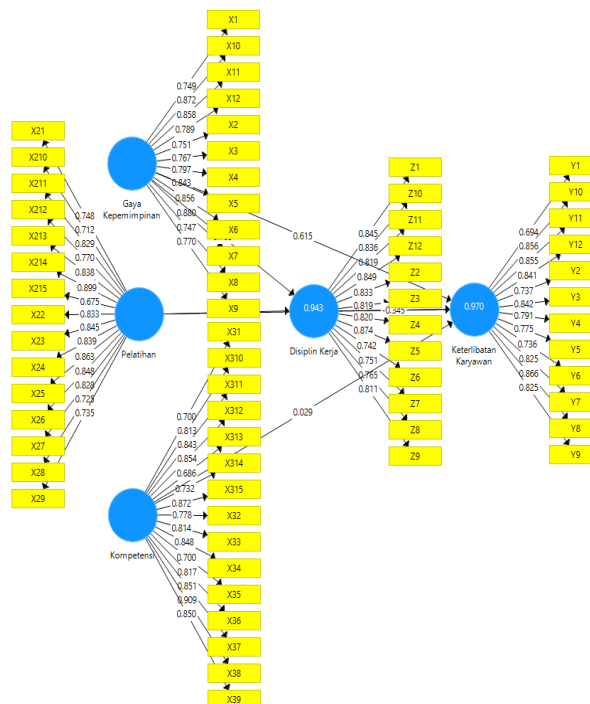 X1
X10
X11
X12
X2
X3
X4
X5
X6
X7
X8
X9
0.749
0.872
0.858
0.789
0.751
0.767
0.797
0.843
0.856
0.880
0.747
0.770
Gaya
Kepemimpinan
X21
X210
X211
X212
X213
X214
X215
X22
X23
X24
X25
X26
X27
X28
X29
0.748
0.712
0.829
0.770
0.838
0.899
0.675
0.833
0.845
0.839
0.863
0.848
0.828
0.725
0.735
Pelatihan
X31
X310
X311
X312
X313
X314
X315
X32
X33
X34
X35
X36
X37
X38
X39
0.700
0.813
0.843
0.854
0.686
0.732
0.872
0.778
0.814
0.848
0.700
0.817
0.851
0.909
0.850
Kompetensi
0.615
0.345
0.029
Z1
Z10
Z11
Z12
Z2
Z3
Z4
Z5
Z6
Z7
Z8
Z9
0.845
0.836
0.819
0.849
0.833
0.819
0.820
0.874
0.742
0.751
0.765
0.811
0.943
Disiplin Kerja
Y1
Y10
Y11
Y12
Y2
Y3
Y4
Y5
Y6
Y7
Y8
Y9
0.694
0.856
0.855
0.841
0.737
0.842
0.791
0.775
0.736
0.825
0.866
0.825
0.970
Keterlibatan
Karyawan